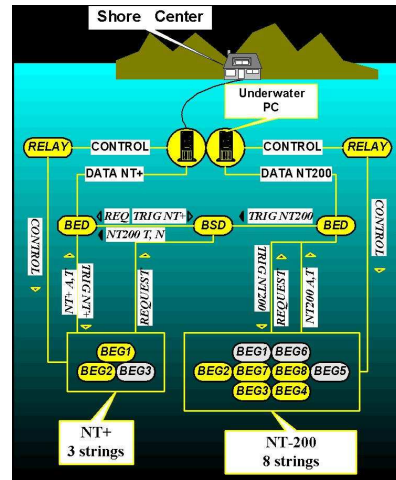 Shore Center
Underwater
PC
RELAY
CONTROL
CONTROL
RELAY
DATA NT+
DATA NT200
BED
REQ TRIG NT+
BSD
TRIG NT200
BED
NT200 T, N
CONTROL
NT+ A,T
TRIG NT+
REQUEST
TRIG NT200
REQUEST
NT200 A,T
CONTROL
BEG1
BEG2
BEG3
BEG1
BEG6
BEG2
BEG7
BEG8
BEG5
BEG3
BEG4
NT+
3 strings
NT-200
8 strings